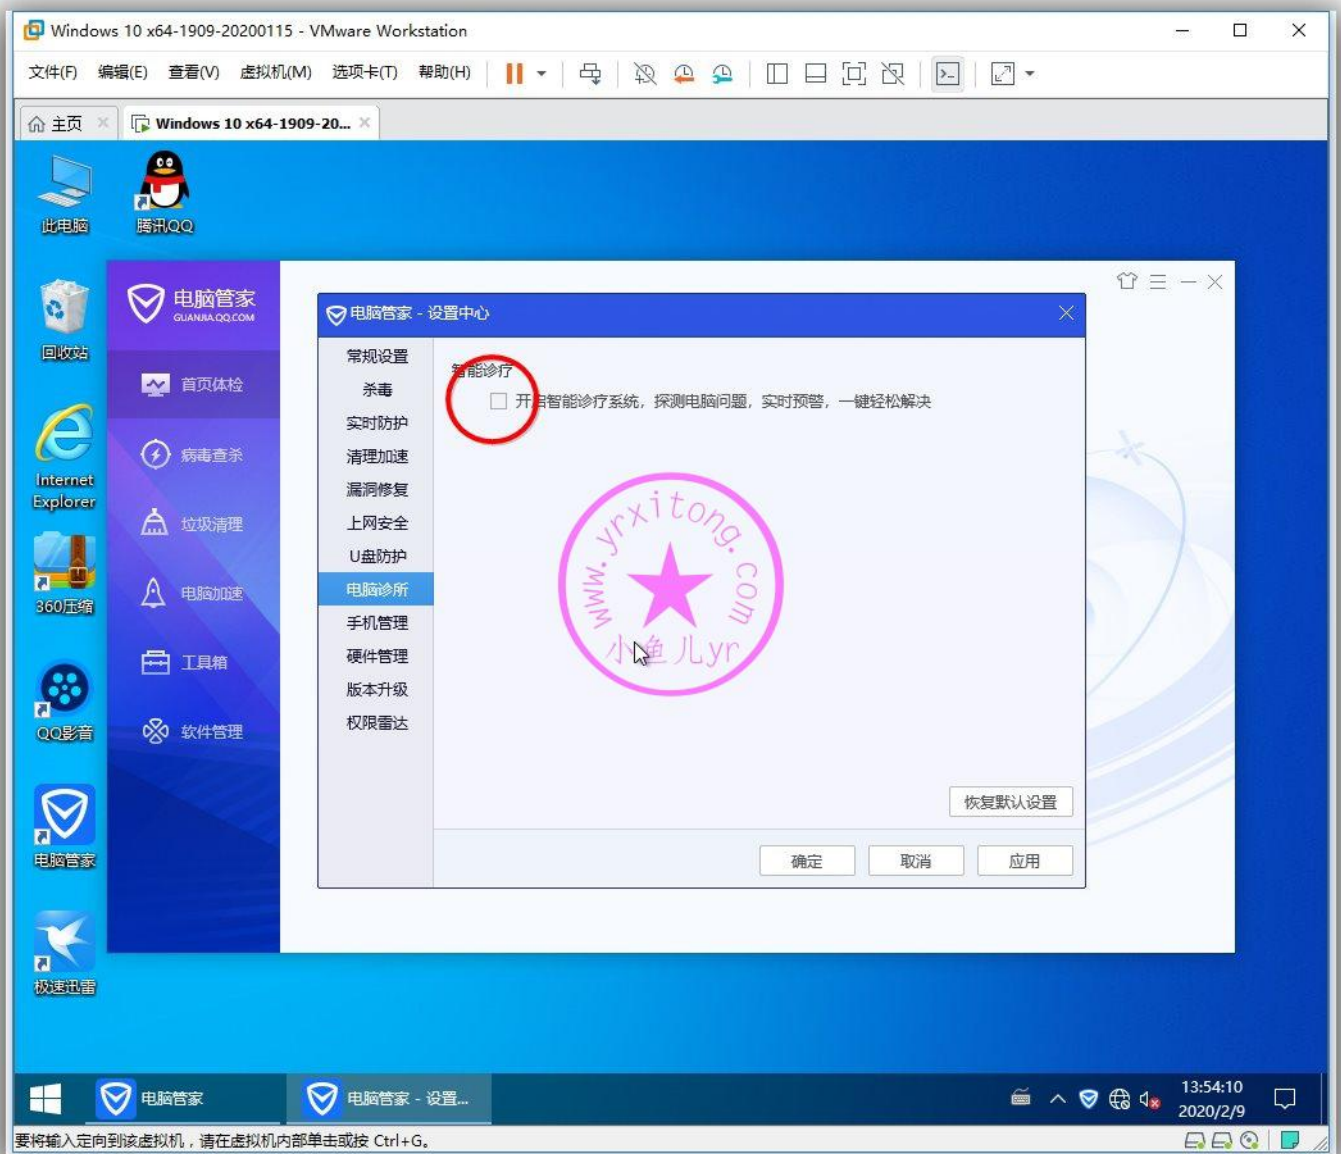 Windows 10 x64-1909-20200115 - VMware Workstation
文件(F) 编辑(E) 查看(V) 虚拟机(M) 选项卡(T) 帮助(H)
主页
Windows 10 x64-1909-20...
此电脑
腾讯QQ
回收站
Internet
Explorer
360压缩
QQ影音
电脑管家
极速迅雷
电脑管家
GUANJIA.QQ.COM
首页体检
病毒查杀
垃圾清理
电脑加速
工具箱
软件管理
电脑管家 - 设置中心
常规设置
杀毒
实时防护
清理加速
漏洞修复
上网安全
U盘防护
电脑诊所
手机管理
硬件管理
版本升级
权限雷达
智能诊疗
开启智能诊疗系统，探测电脑问题，实时预警，一键轻松解决
www.yrxitong.com
小鱼儿yr
恢复默认设置
确定 取消 应用
电脑管家
电脑管家 - 设置...
13:54:10
2020/2/9
要将输入定向到该虚拟机，请在虚拟机内部单击或按 Ctrl+G。